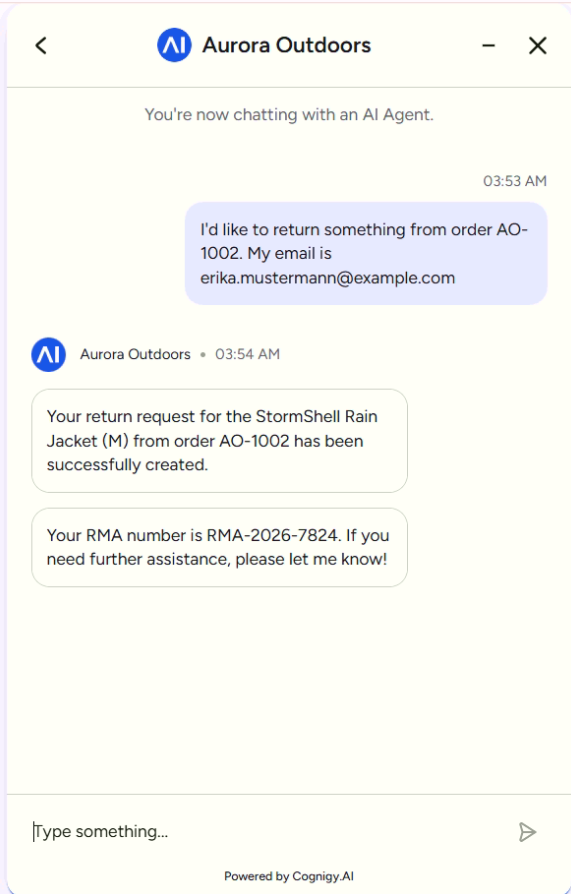 AI Aurora Outdoors
You're now chatting with an AI Agent.
03:53 AM
I'd like to return something from order AO-
1002. My email is
erika.mustermann@example.com
AI Aurora Outdoors • 03:54 AM
Your return request for the StormShell Rain
Jacket (M) from order AO-1002 has been
successfully created.
Your RMA number is RMA-2026-7824. If you
need further assistance, please let me know!
Type something...
Powered by Cognigy.AI